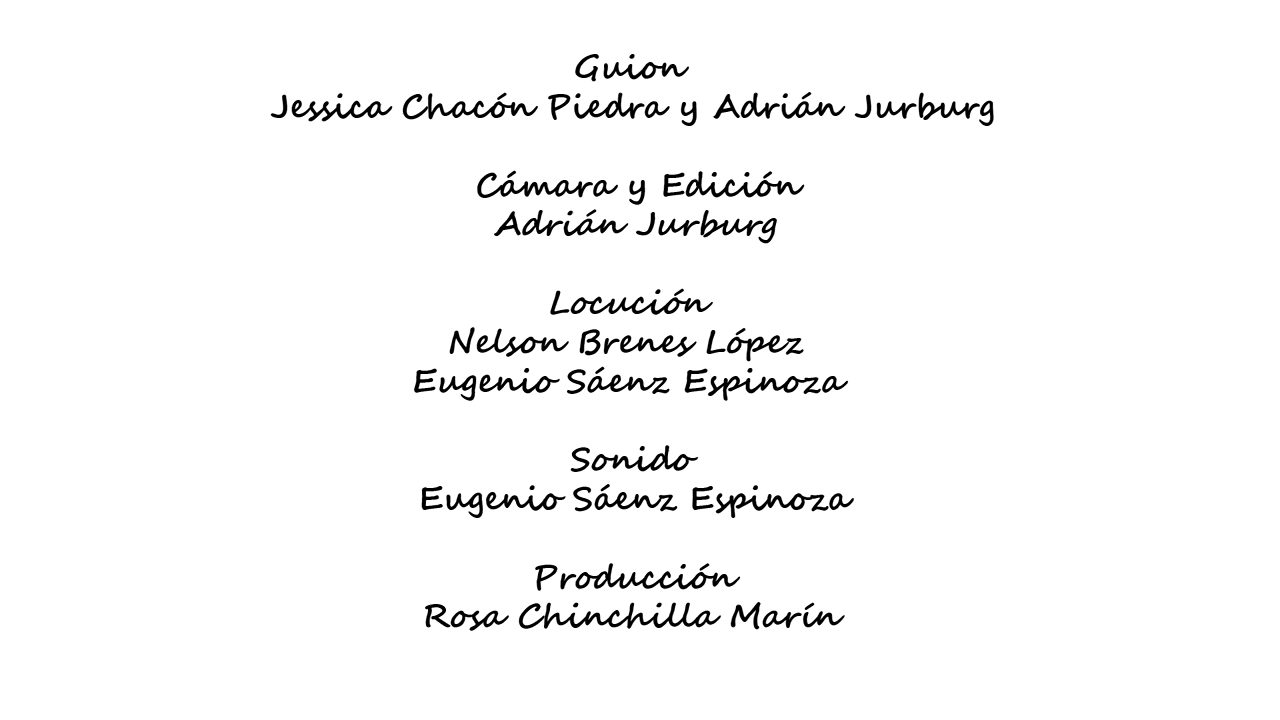 Guion
Jessica Chacón Piedra y Adrián Jurburg
Cámara y Edición
Adrián Jurburg
Locución
Nelson Brenes López
Eugenio Sáenz Espinoza
Sonido
Eugenio Sáenz Espinoza
Producción
Rosa Chinchilla Marín